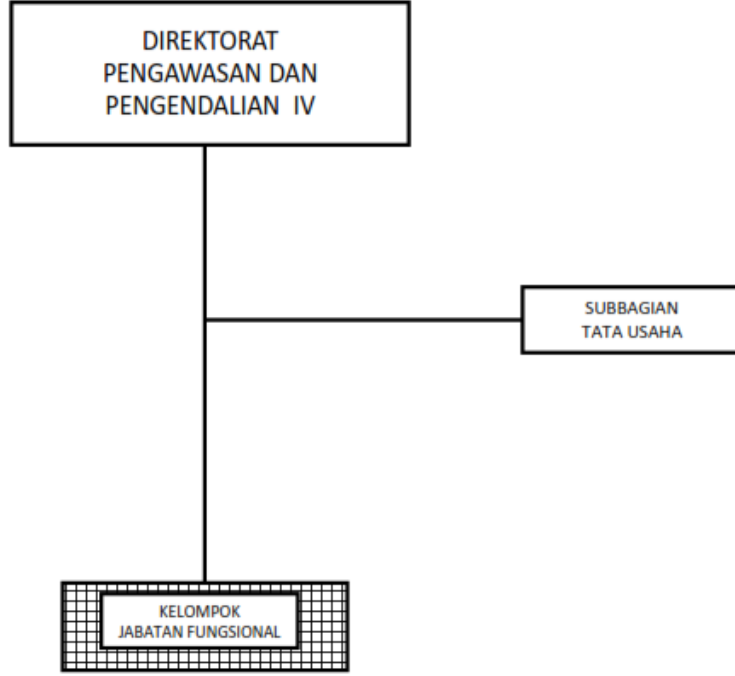 DIREKTORAT
PENGAWASAN DAN
PENGENDALIAN IV
SUBBAGIAN
TATA USAHA
KELOMPOK
JABATAN FUNGSIONAL